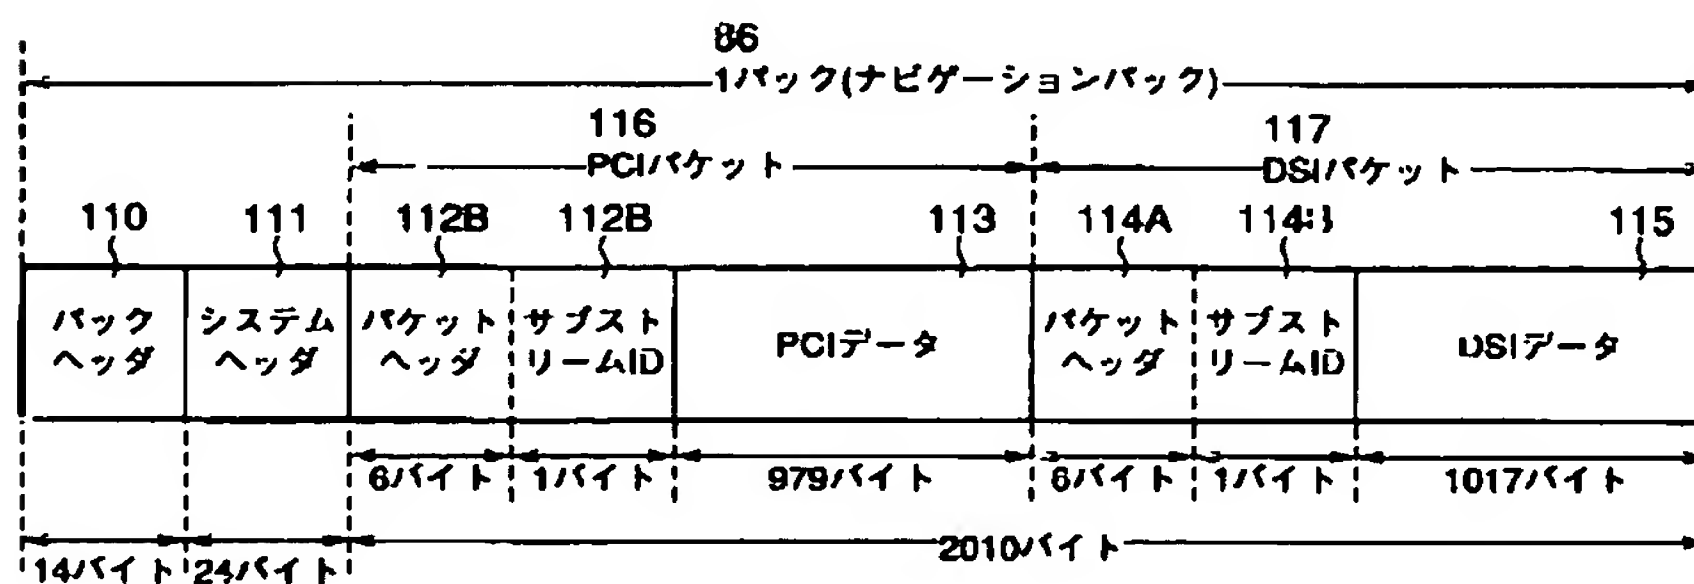 86
1パック(ナビゲーションパック)
116
PCIパケット
117
DSIパケット
110
111
112B
112B
113
114A
114B
115
パック
ヘッダ
システム
ヘッダ
パケット
ヘッダ
サブスト
リームID
PCIデータ
パケット
ヘッダ
サブスト
リームID
DSIデータ
6バイト
1バイト
979バイト
6バイト
1バイト
1017バイト
14バイト
24バイト
2010バイト